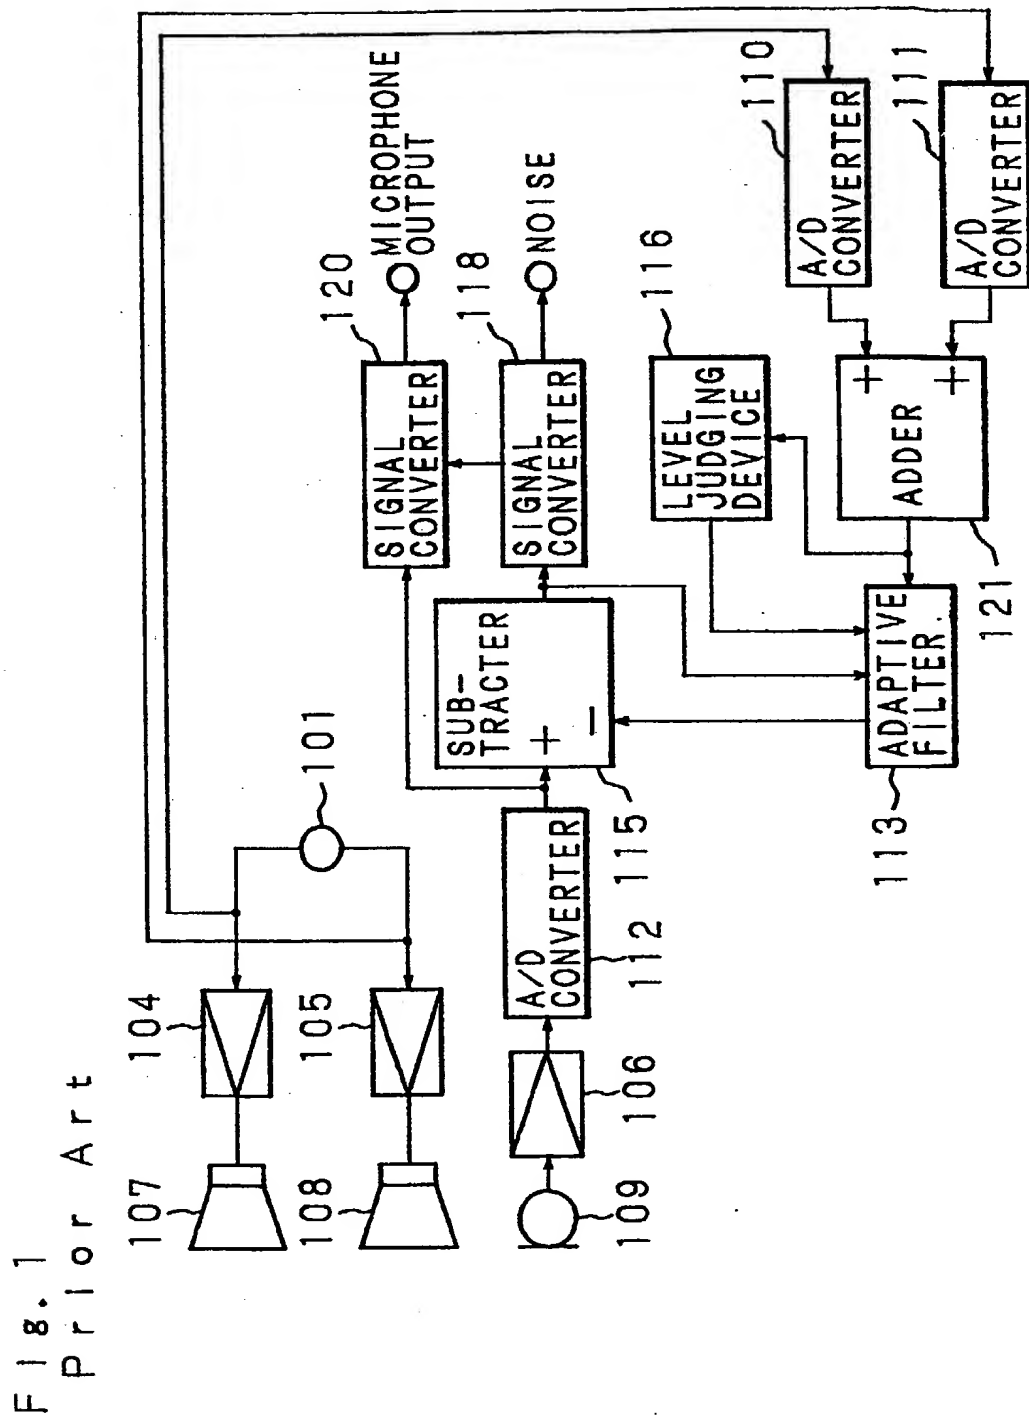 Fig. 1
Prior Art
107
104
108
105
101
109
106
A/D
CONVERTER
112
SUB-
TRACTER
+
−
115
SIGNAL
CONVERTER
120
MICROPHONE
OUTPUT
SIGNAL
CONVERTER
118
NOISE
LEVEL
JUDGING
DEVICE
116
ADAPTIVE
FILTER.
113
ADDER
+
+
121
A/D
CONVERTER
110
A/D
CONVERTER
111